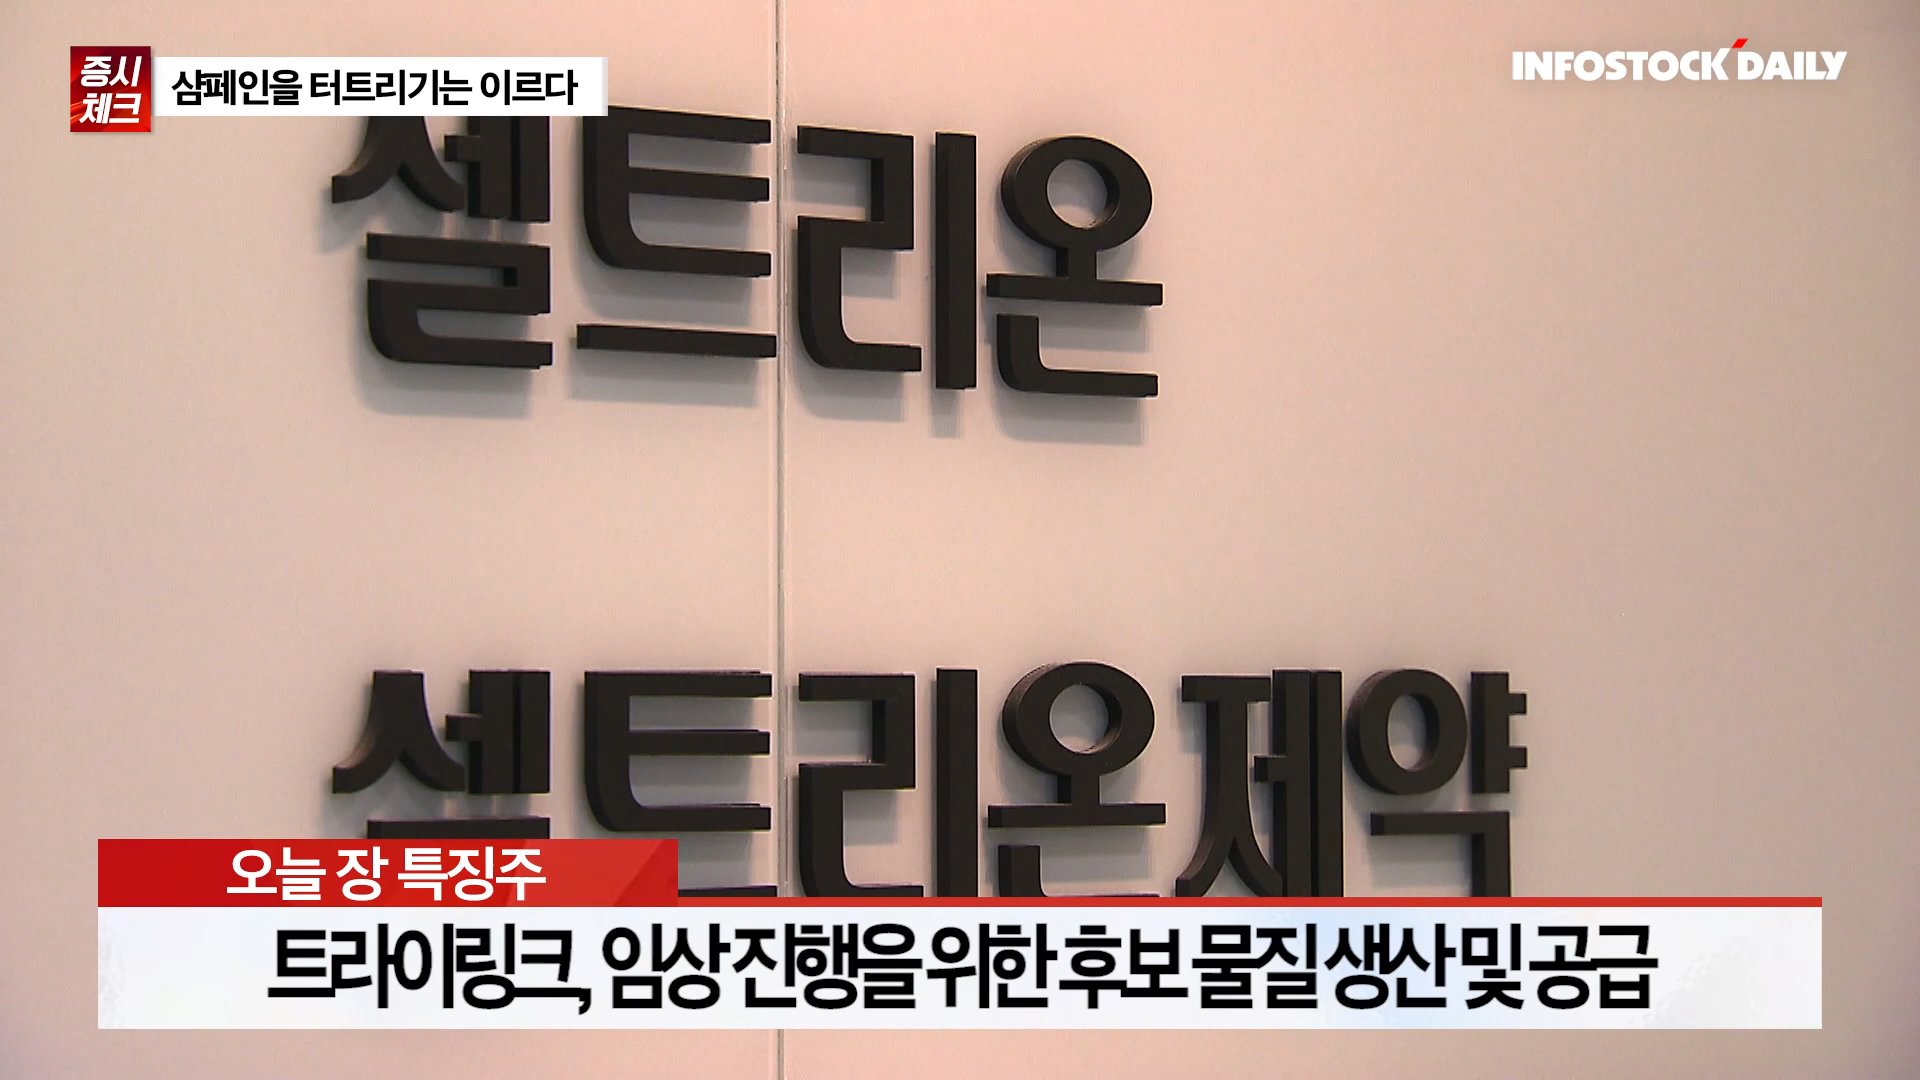 증시
체크
샴페인을 터트리기는 이르다
INFOSTOCK DAILY
셀트리온
셀트리온제약
오늘 장 특징주
트라이링크, 임상 진행을 위한 후보 물질 생산 및 공급